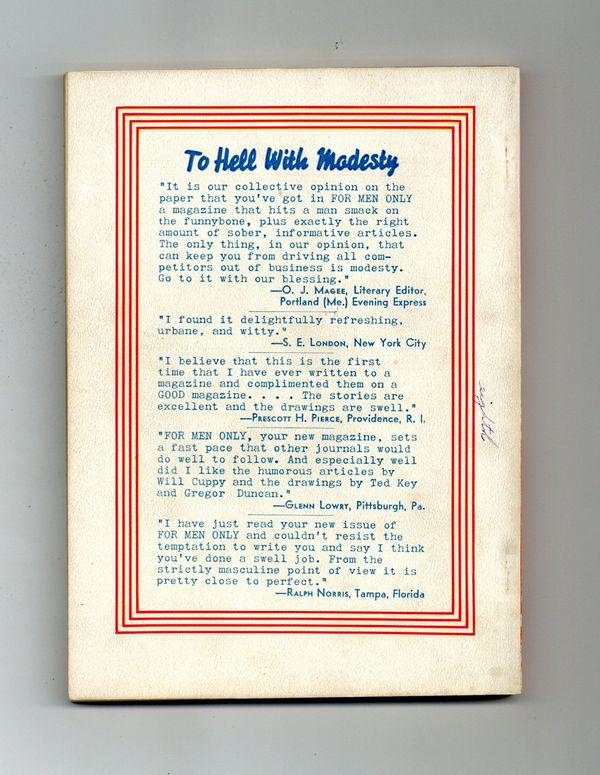 To Hell With Modesty
"It is our collective opinion on the
paper that you've got in FOR MEN ONLY
a magazine that hits a man smack on
the funnybone, plus exactly the right
amount of sober, informative articles.
The only thing, in our opinion, that
can keep you from driving all com-
petitors out of business is modesty.
Go to it with our blessing."
—O. J. MAGEE, Literary Editor,
Portland (Me.) Evening Express
"I found it delightfully refreshing,
urbane, and witty."
—S. E. LONDON, New York City
"I believe that this is the first
time that I have ever written to a
magazine and complimented them on a
GOOD magazine. . . . The stories are
excellent and the drawings are swell."
—PRESCOTT H. PIERCE, Providence, R. I.
"FOR MEN ONLY, your new magazine, sets
a fast pace that other journals would
do well to follow. And especially well
did I like the humorous articles by
Will Cuppy and the drawings by Ted Key
and Gregor Duncan."
—GLENN LOWRY, Pittsburgh, Pa.
"I have just read your new issue of
FOR MEN ONLY and couldn't resist the
temptation to write you and say I think
you've done a swell job. From the
strictly masculine point of view it is
pretty close to perfect."
—RALPH NORRIS, Tampa, Florida